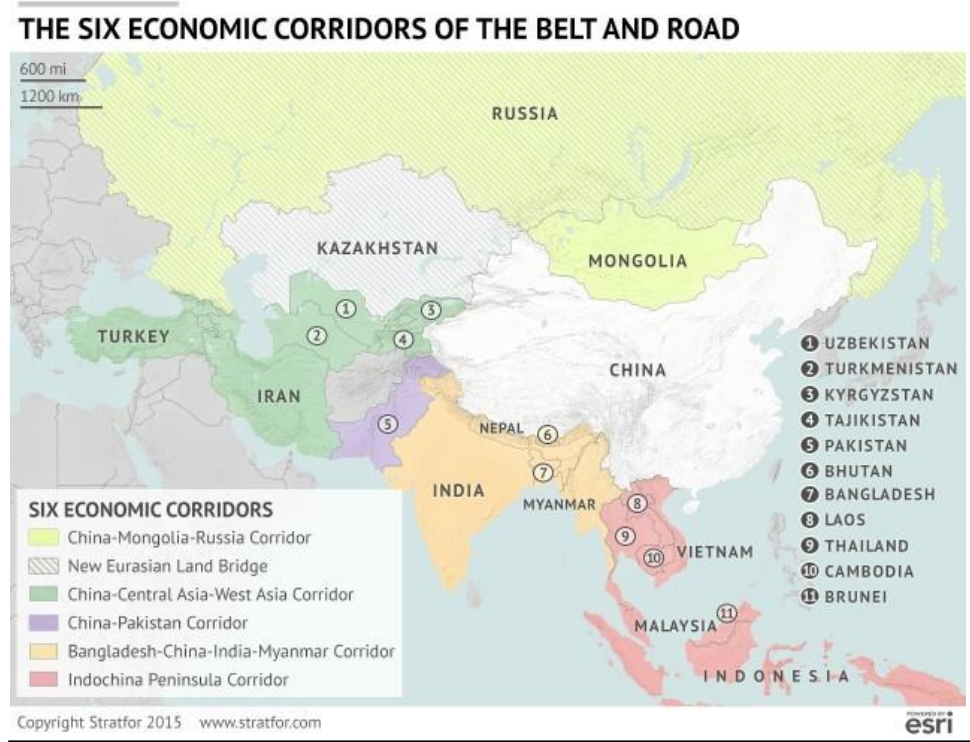 THE SIX ECONOMIC CORRIDORS OF THE BELT AND ROAD
600 mi
1200 km
RUSSIA
KAZAKHSTAN
MONGOLIA
TURKEY
1
3
2
4
CHINA
IRAN
5
NEPAL
6
7
INDIA
MYANMAR
8
9
10
VIETNAM
11
MALAYSIA
INDONESIA
1 UZBEKISTAN
2 TURKMENISTAN
3 KYRGYZSTAN
4 TAJIKISTAN
5 PAKISTAN
6 BHUTAN
7 BANGLADESH
8 LAOS
9 THAILAND
10 CAMBODIA
11 BRUNEI
SIX ECONOMIC CORRIDORS
China-Mongolia-Russia Corridor
New Eurasian Land Bridge
China-Central Asia-West Asia Corridor
China-Pakistan Corridor
Bangladesh-China-India-Myanmar Corridor
Indochina Peninsula Corridor
Copyright Stratfor 2015 www.stratfor.com
POWERED BY
esri